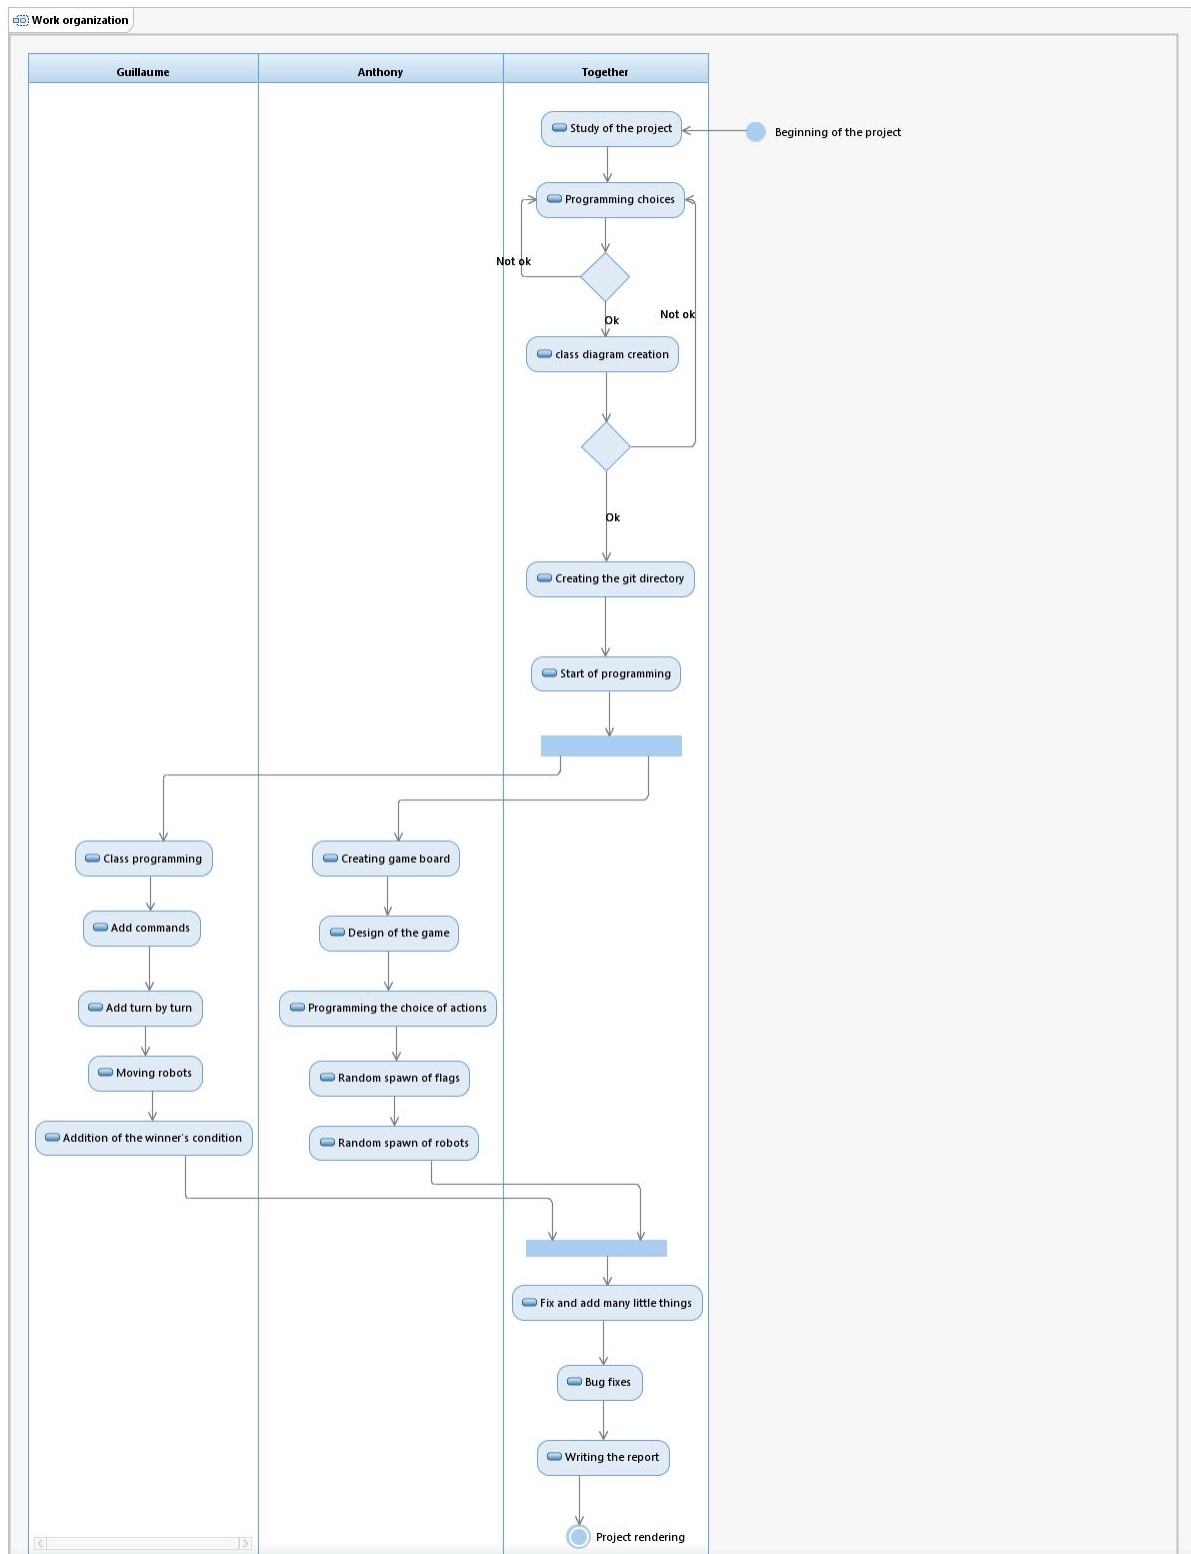 Work organization
Guillaume
Anthony
Together
Study of the project
Beginning of the project
Programming choices
Not ok
Ok
Not ok
class diagram creation
Ok
Creating the git directory
Start of programming
Class programming
Creating game board
Add commands
Design of the game
Add turn by turn
Programming the choice of actions
Moving robots
Random spawn of flags
Addition of the winner's condition
Random spawn of robots
Fix and add many little things
Bug fixes
Writing the report
Project rendering